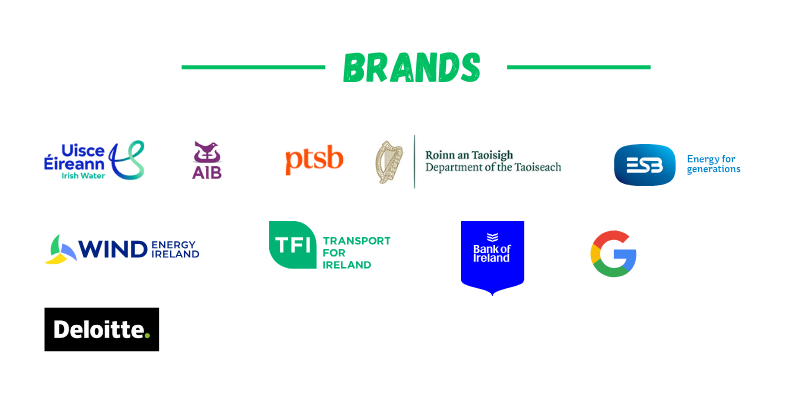 BRANDS
Uisce
Éireann
Irish Water
AIB
ptsb
Roinn an Taoisigh
Department of the Taoiseach
ESB
Energy for
generations
WIND ENERGY
IRELAND
TFI
TRANSPORT
FOR
IRELAND
Bank of
Ireland
G
Deloitte.